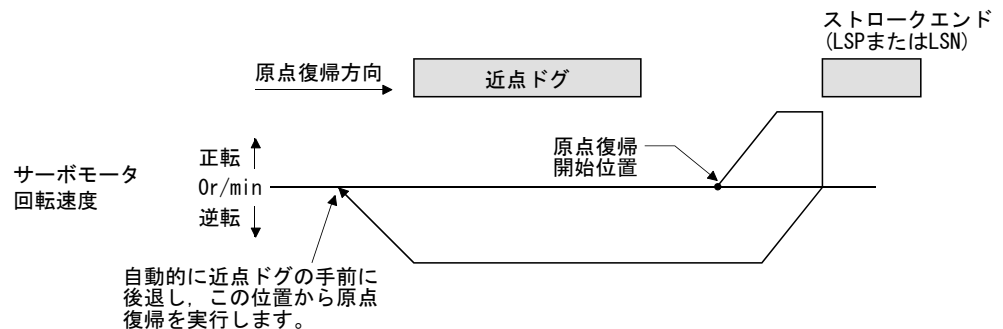 ストロークエンド
(LSPまたはLSN)
原点復帰方向
近点ドグ
原点復帰
開始位置
サーボモータ
回転速度
正転
0r/min
逆転
自動的に近点ドグの手前に
後退し，この位置から原点
復帰を実行します。